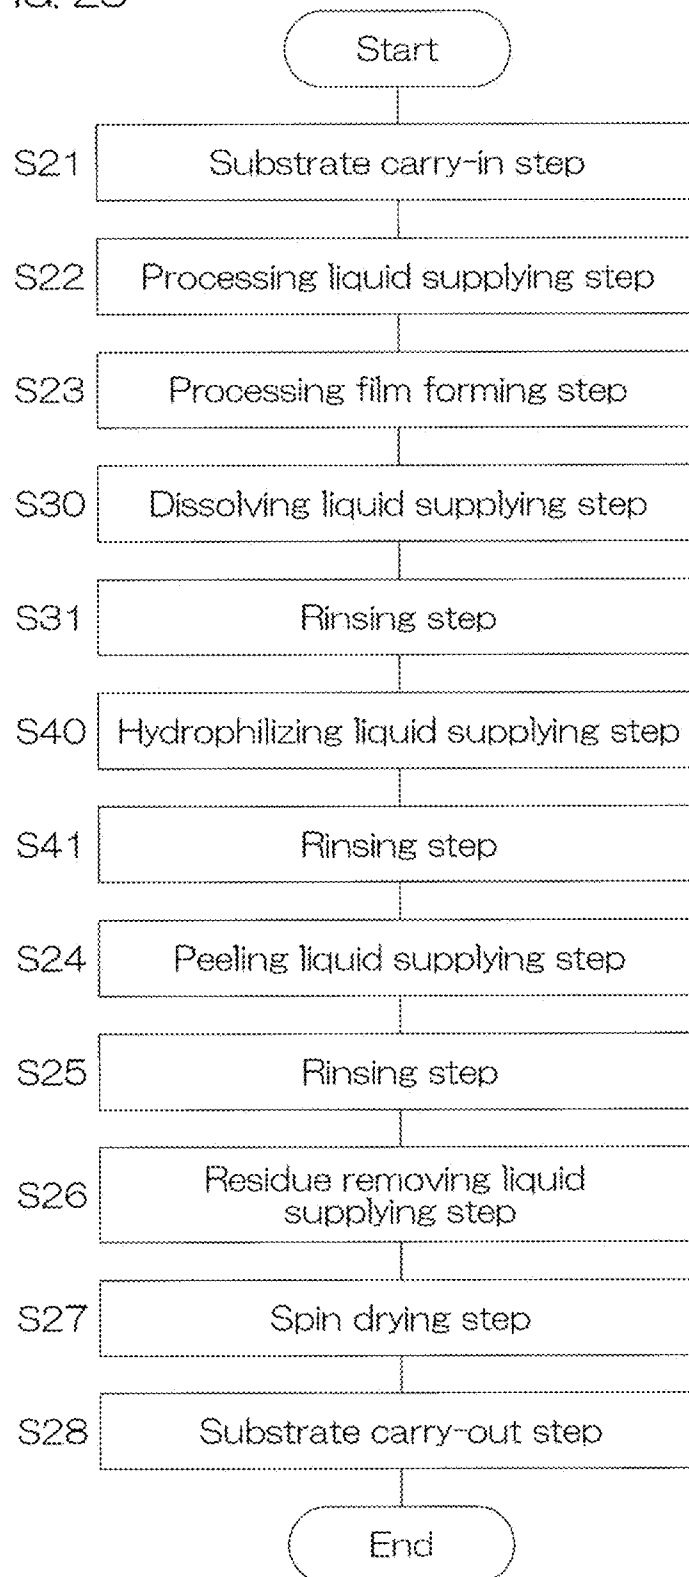 Start
S21 Substrate carry-in step
S22 Processing liquid supplying step
S23 Processing film forming step
S30 Dissolving liquid supplying step
S31 Rinsing step
S40 Hydrophilizing liquid supplying step
S41 Rinsing step
S24 Peeling liquid supplying step
S25 Rinsing step
S26 Residue removing liquid
supplying step
S27 Spin drying step
S28 Substrate carry-out step
End